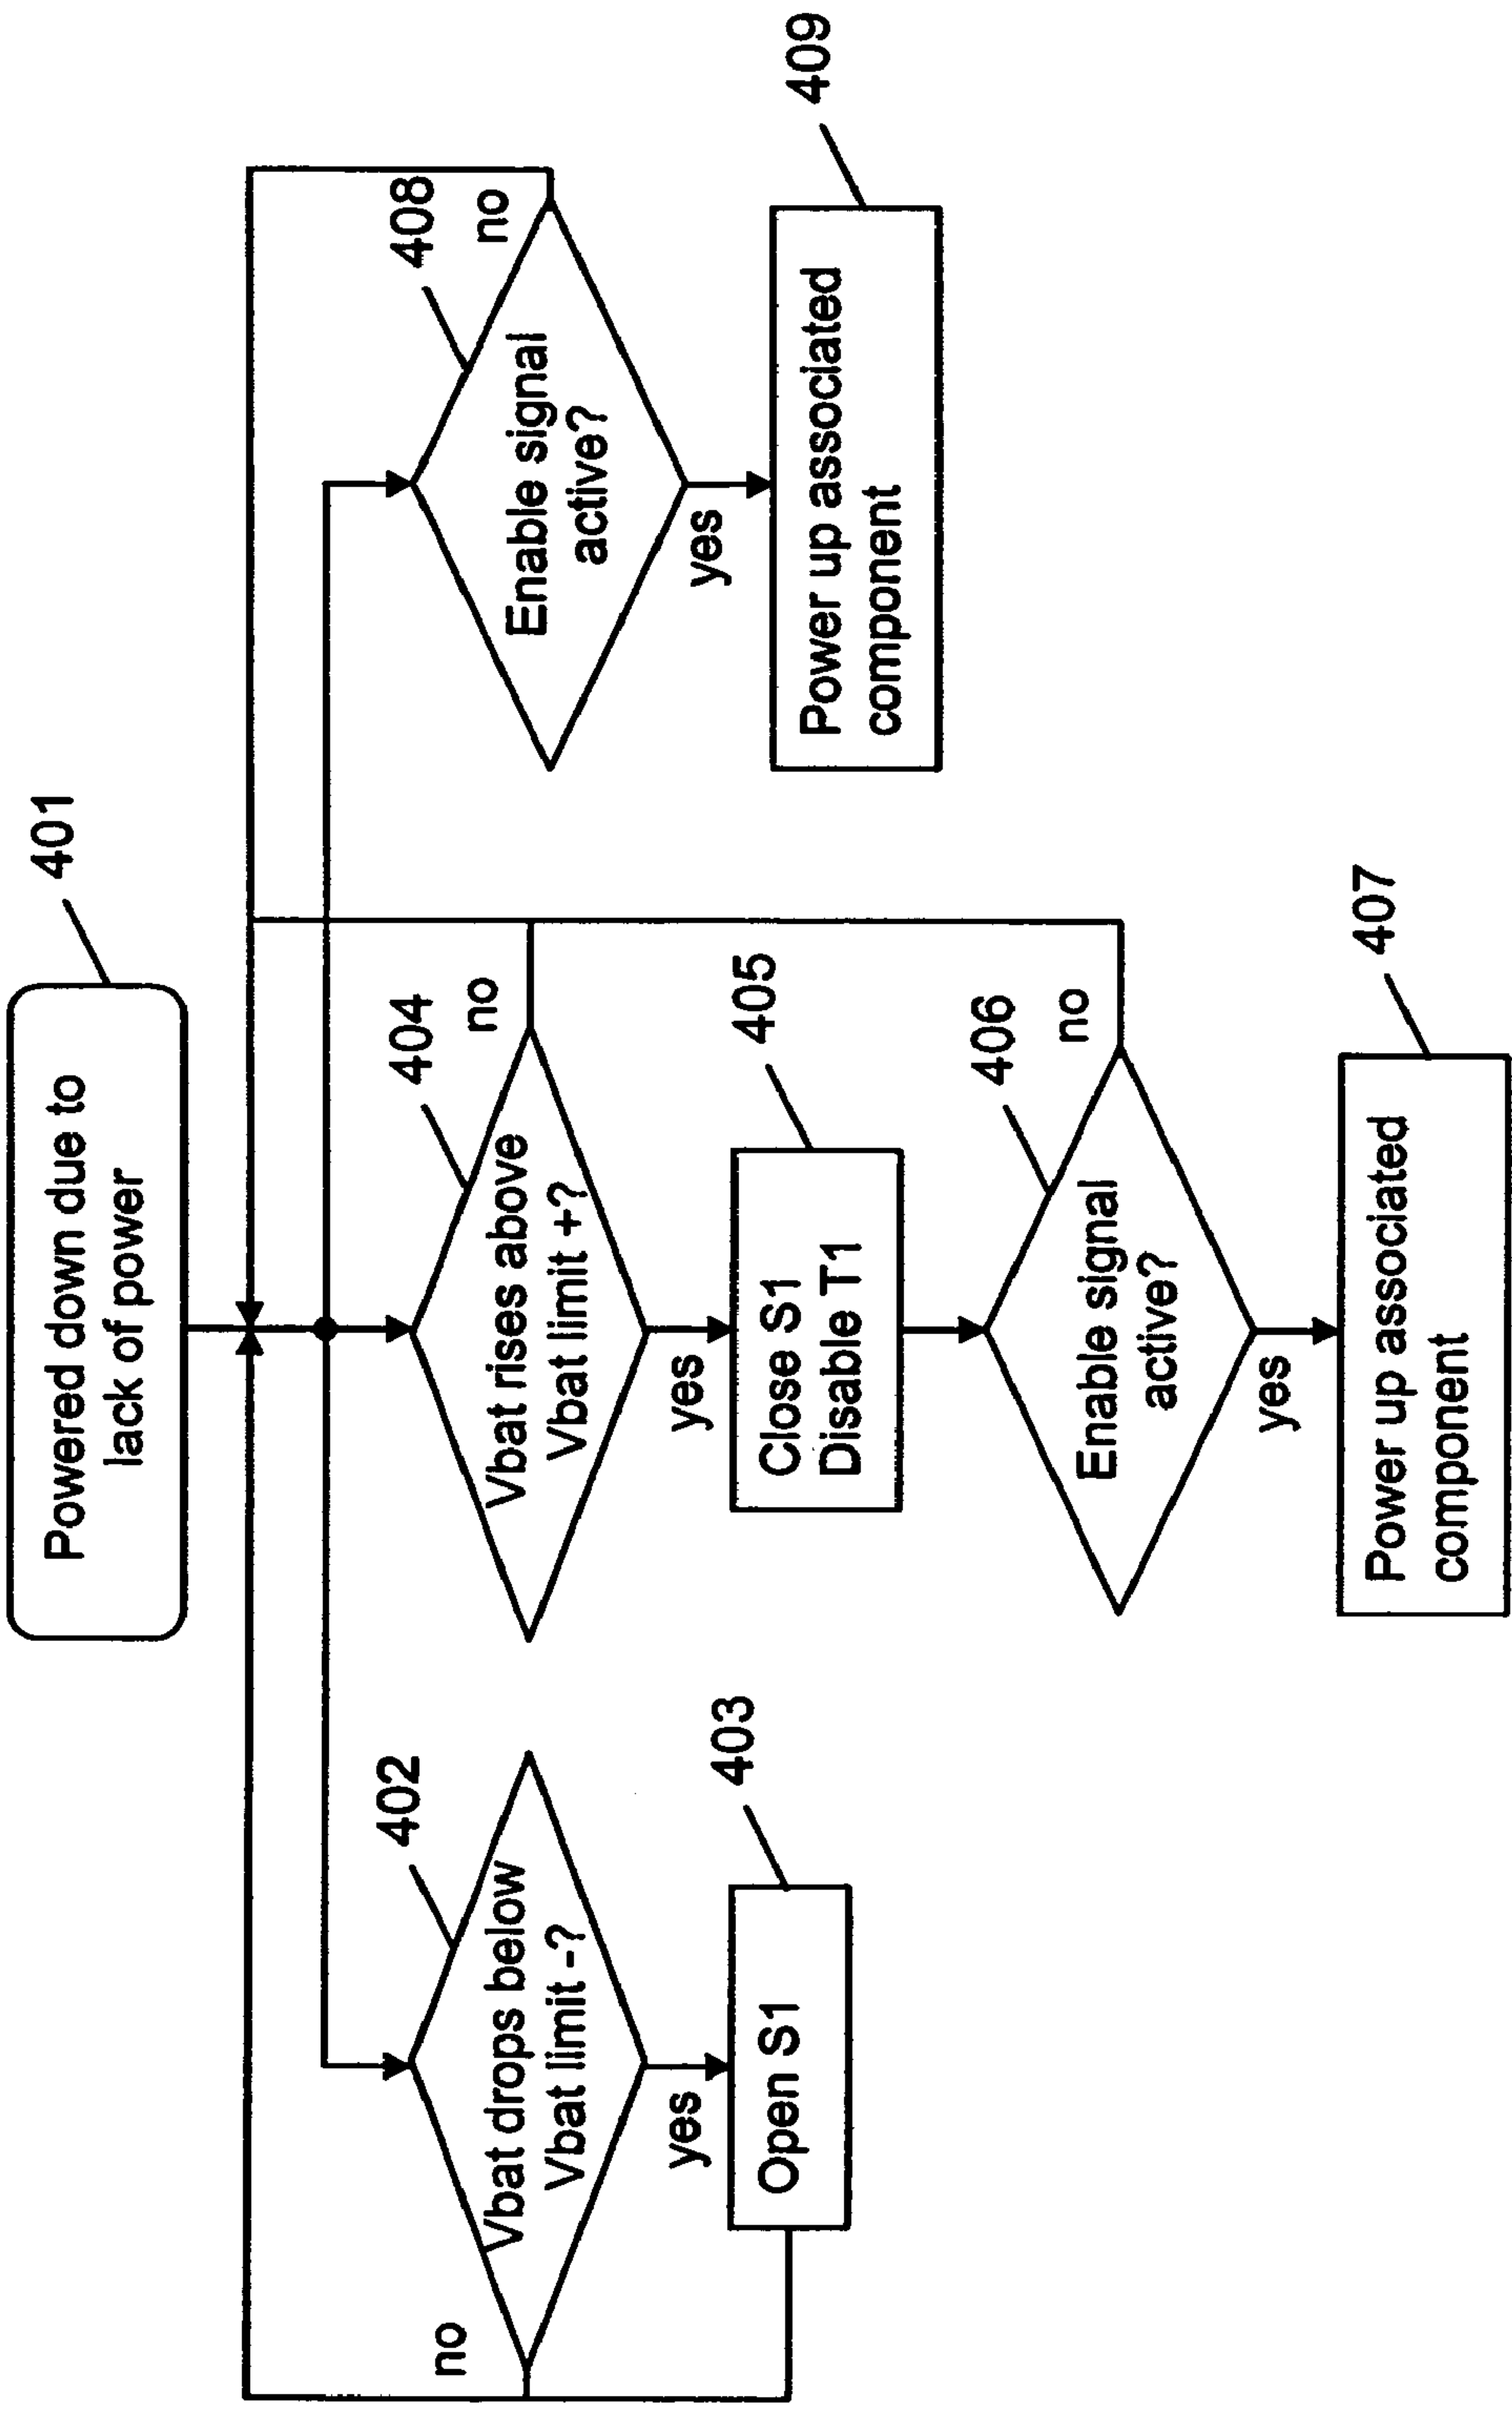 Powered down due to
lack of power
401
402
Vbat drops below
Vbat limit -?
no
yes
403
Open S1
404
Vbat rises above
Vbat limit +?
no
yes
405
Close S1
Disable T1
406
Enable signal
active?
no
yes
407
Power up associated
component
408
Enable signal
active?
no
yes
409
Power up associated
component